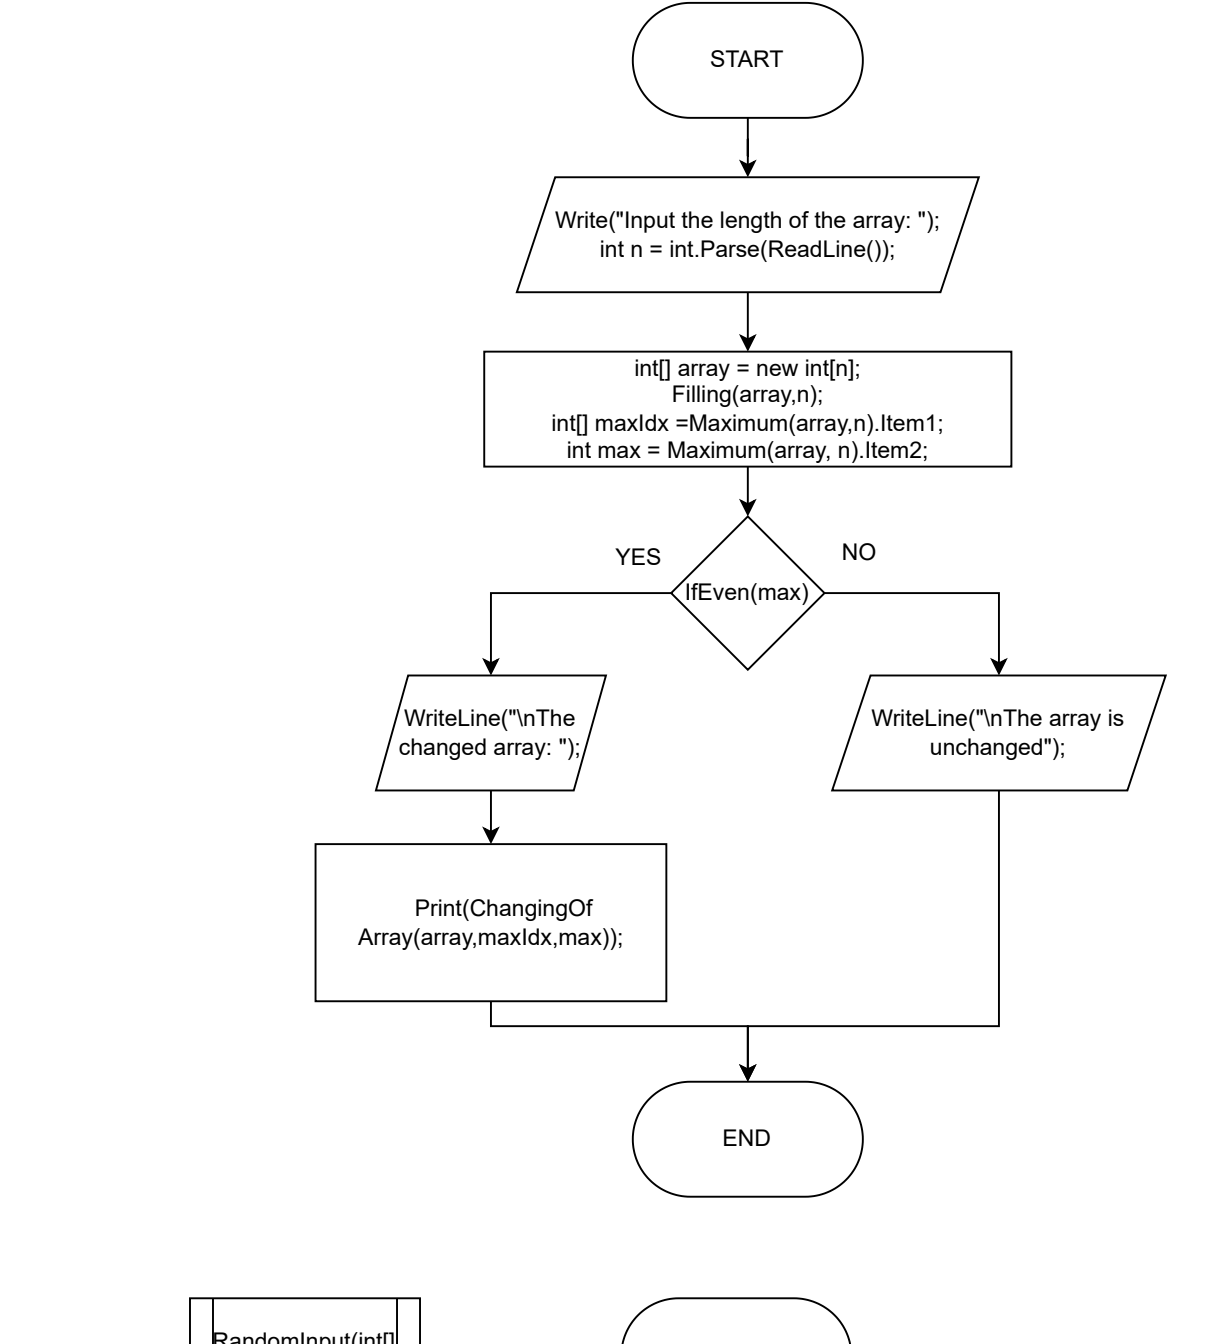 START
Write("Input the length of the array: ");
int n = int.Parse(ReadLine());
int[] array = new int[n];
Filling(array,n);
int[] maxIdx =Maximum(array,n).Item1;
int max = Maximum(array, n).Item2;
YES
NO
IfEven(max)
WriteLine("\nThe
changed array: ");
WriteLine("\nThe array is
unchanged");
Print(ChangingOf
Array(array,maxIdx,max));
END
RandomInput(int[]